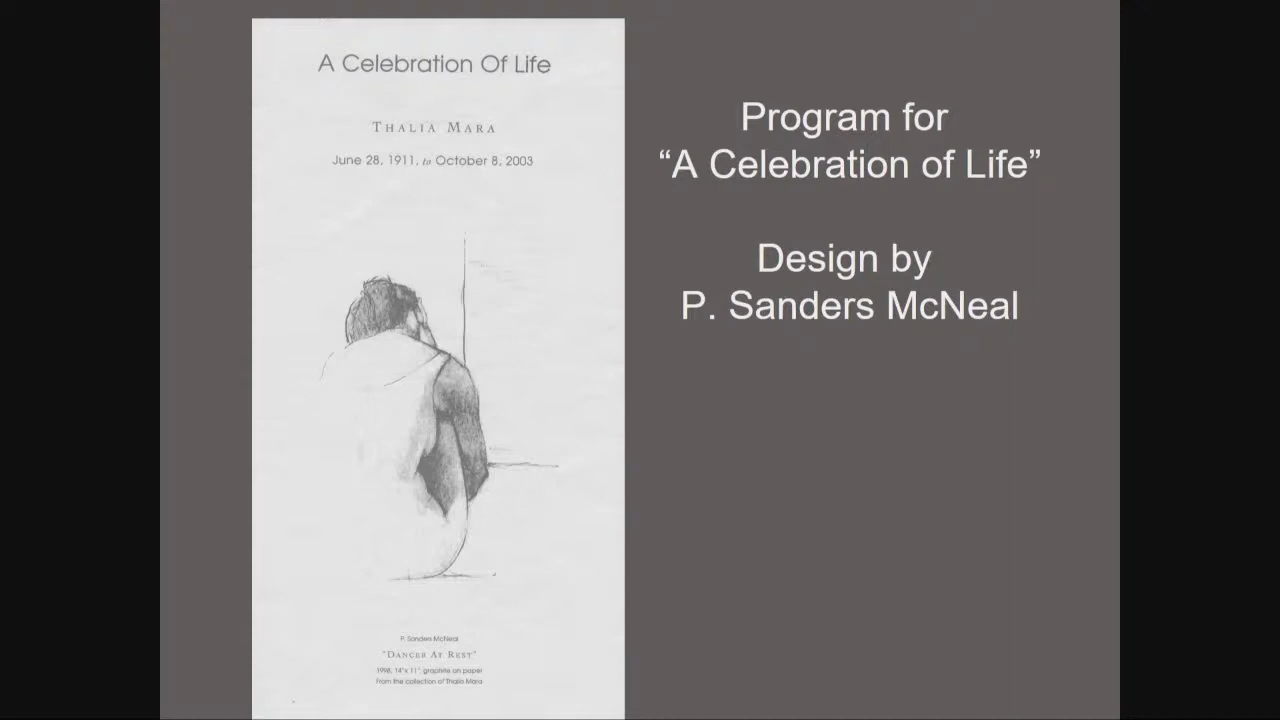 A Celebration Of Life
THALIA MARA
June 28, 1911, to October 8, 2003
P. Sanders McNeal
"DANCER AT REST"
1998, 14"x 11", graphite on paper
From the collection of Thalia Mara
Program for
“A Celebration of Life”
Design by
P. Sanders McNeal